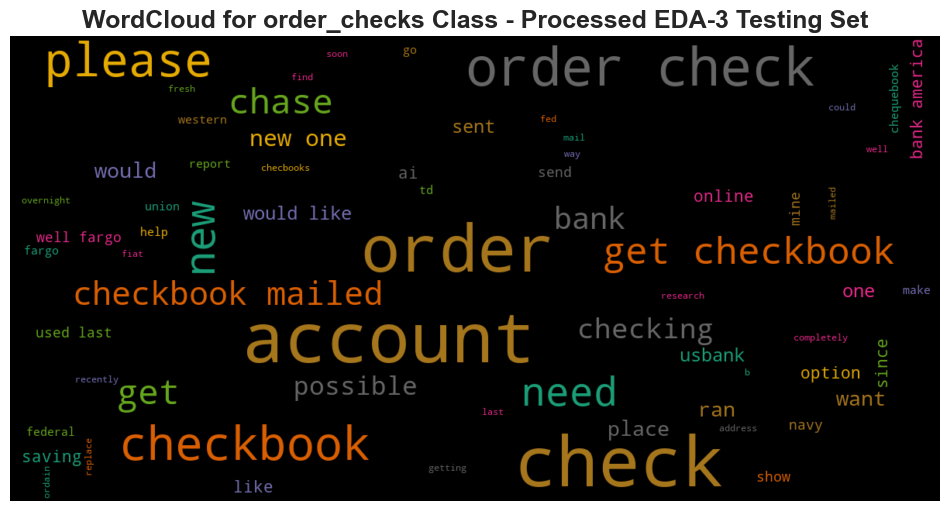 WordCloud for order_checks Class - Processed EDA-3 Testing Set
please
soon
go
order check
bank america
find
fresh
chase
chequebook
could
western
sent
fed
new one
mail
well
way
report
checbooks
would
ai
send
td
online
mine
mailed
overnight
union
would like
bank
new
well fargo
help
order
get checkbook
fargo
fiat
checkbook mailed
research
one
make
account
used last
checking
completely
since
usbank
recently
possible
b
option
get
need
want
last
ran
federal
checkbook
place
address
navy
check
saving
replace
getting
show
ordain
like